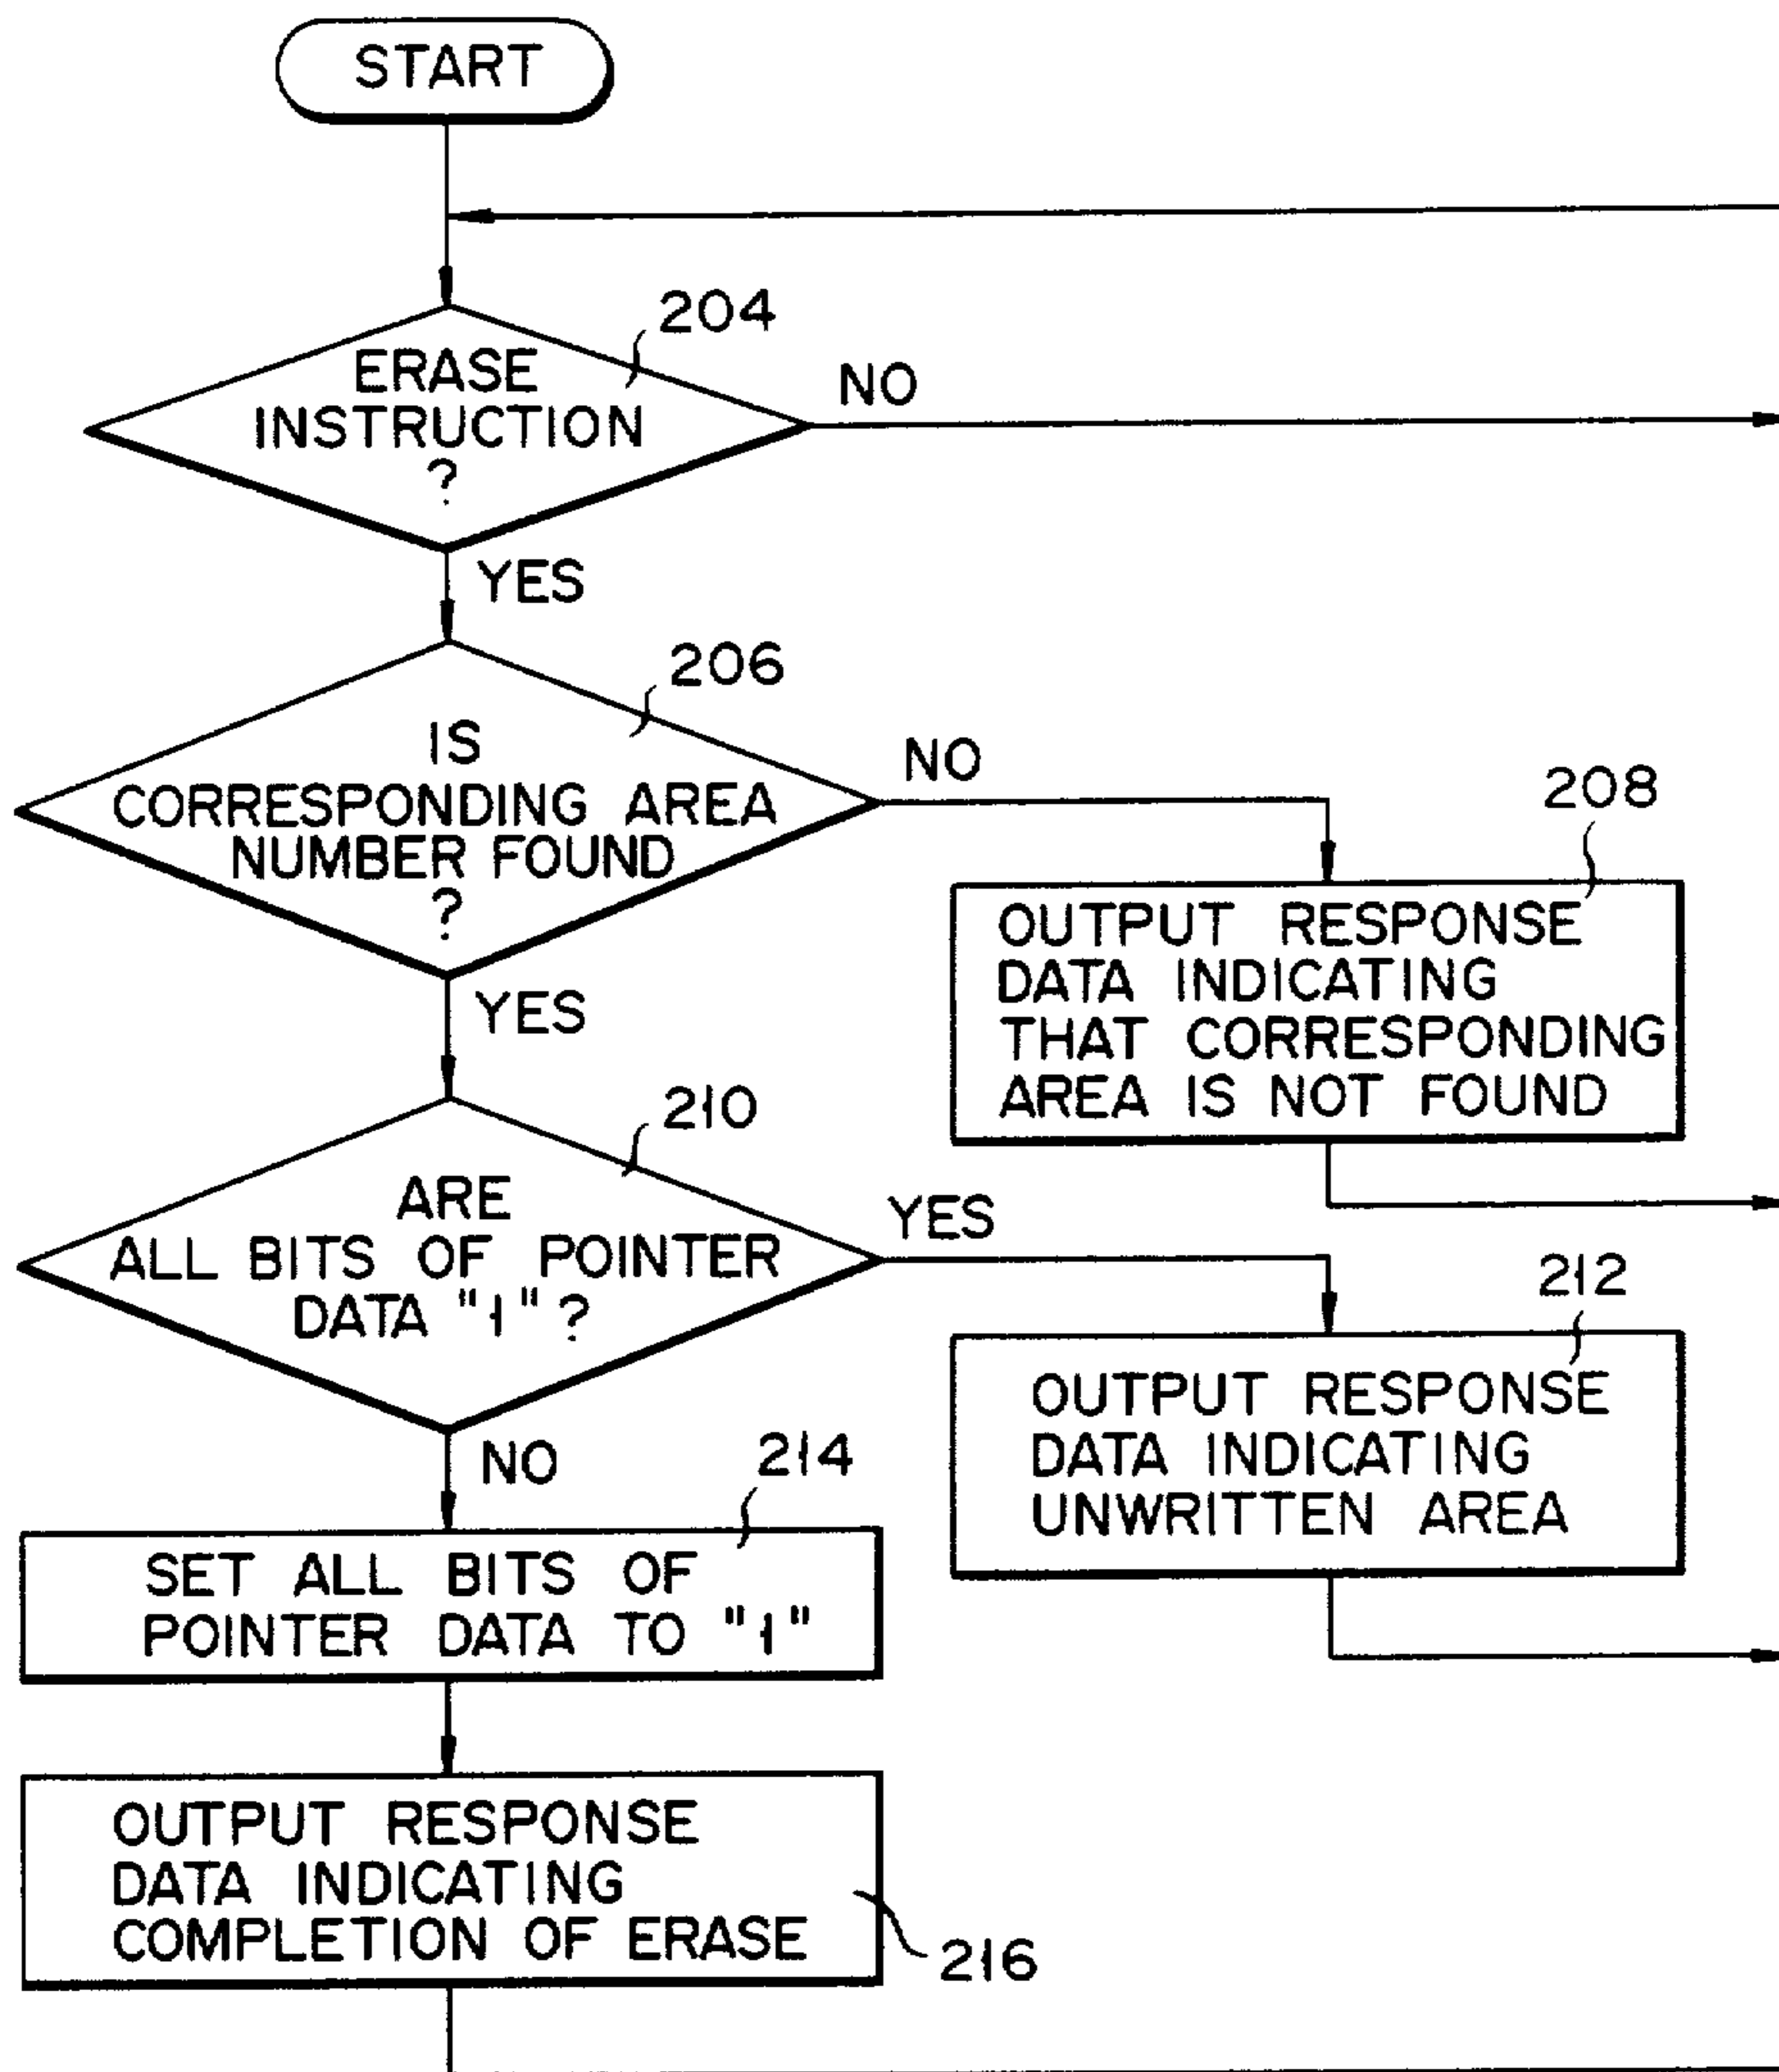 START
204
ERASE
INSTRUCTION
?
NO
YES
206
IS
CORRESPONDING AREA
NUMBER FOUND
?
NO
YES
208
OUTPUT RESPONSE
DATA INDICATING
THAT CORRESPONDING
AREA IS NOT FOUND
210
ARE
ALL BITS OF POINTER
DATA "1"?
YES
NO
212
OUTPUT RESPONSE
DATA INDICATING
UNWRITTEN AREA
214
SET ALL BITS OF
POINTER DATA TO "1"
OUTPUT RESPONSE
DATA INDICATING
COMPLETION OF ERASE
216